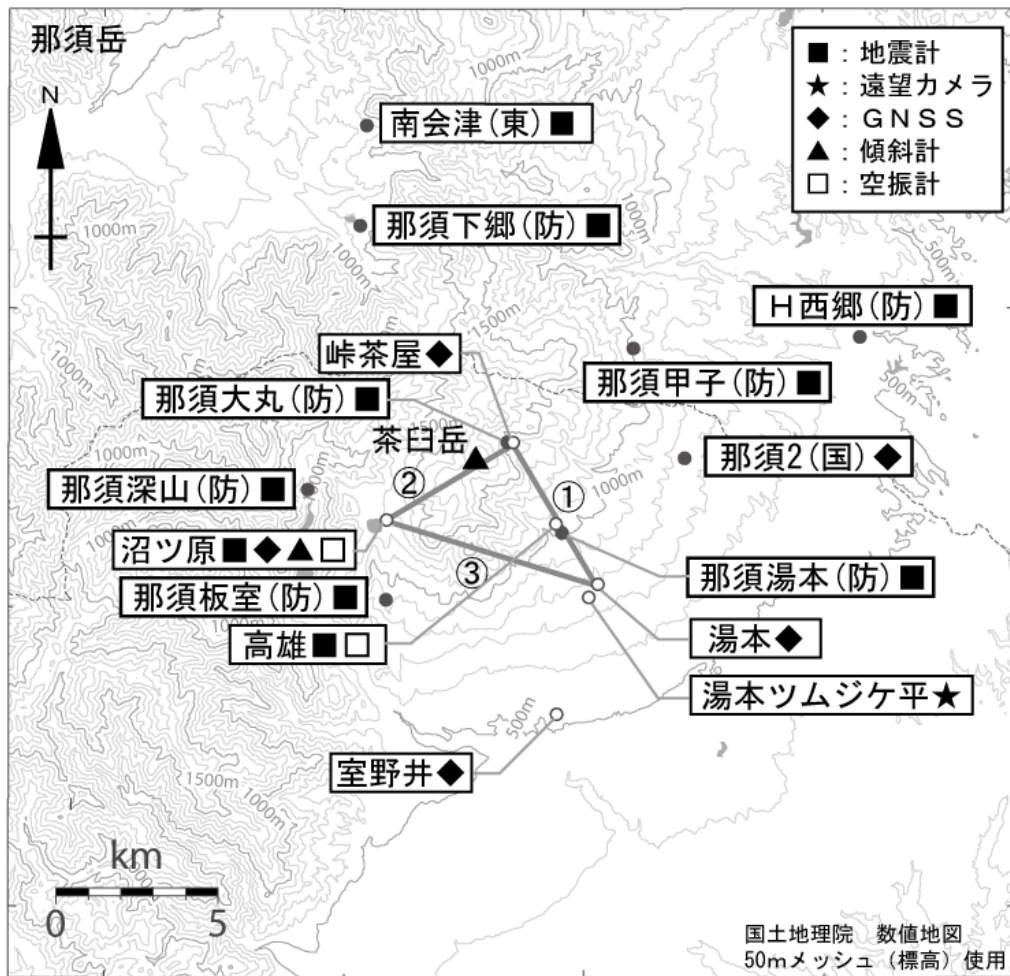 那須岳
N
■：地震計
★：遠望カメラ
◆：ＧＮＳＳ
▲：傾斜計
□：空振計
1000m
南会津(東)■
那須下郷(防)■
1000m
1000m
500m
Ｈ西郷(防)■
1500m
峠茶屋◆
1000m
那須甲子(防)■
500m
那須大丸(防)■
茶臼岳
那須2(国)◆
1000m
②
1000m
那須深山(防)■
①
1000m
沼ツ原■◆▲□
③
那須湯本(防)■
那須板室(防)■
1000m
高雄■□
湯本◆
湯本ツムジケ平★
500m
室野井◆
1500m
1000m
km
0 5
国土地理院　数値地図
50mメッシュ（標高）使用